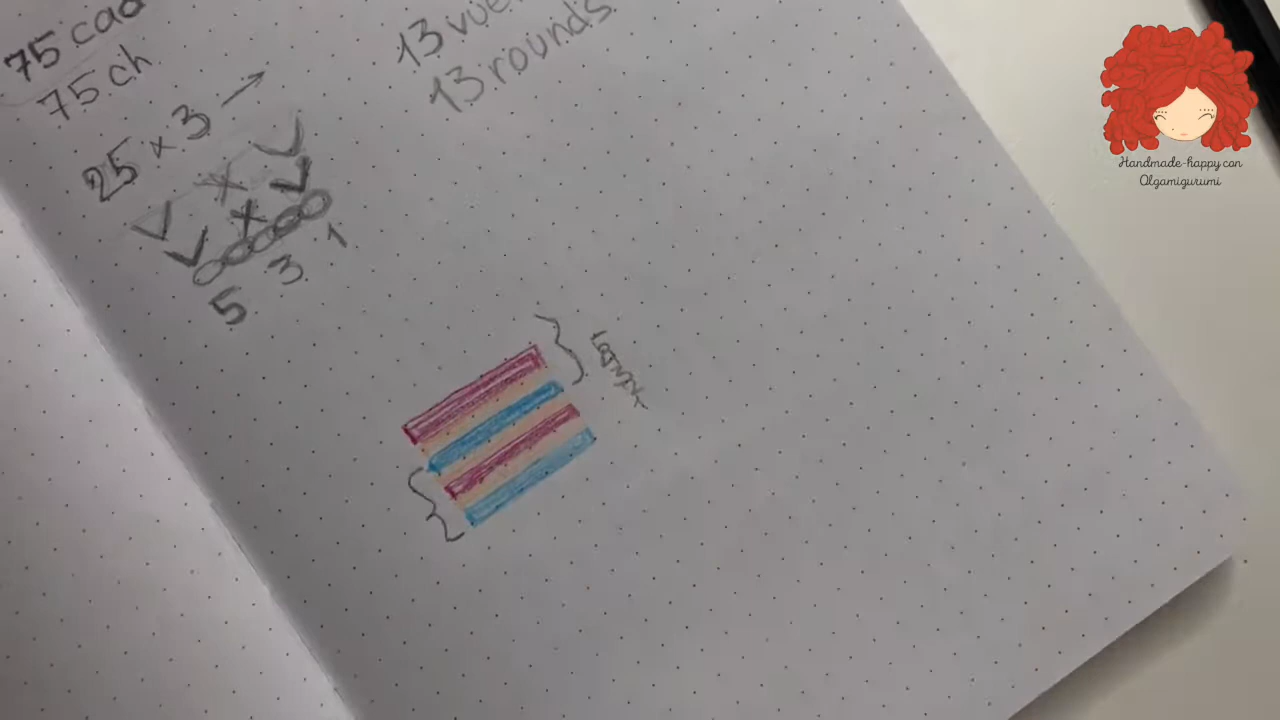 75 cad
75 ch
13 vue
13 rounds
25 x 3 →
1
3
5
Handmade-happy con
Olgamigurumi